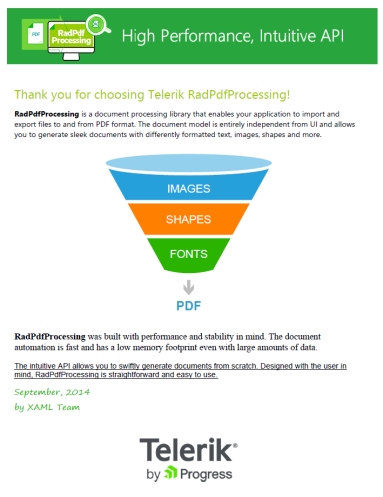 PDF
RadPdf
Processing
High Performance, Intuitive API
Thank you for choosing Telerik RadPdfProcessing!
RadPdfProcessing is a document processing library that enables your application to import and
export files to and from PDF format. The document model is entirely independent from UI and allows
you to generate sleek documents with differently formatted text, images, shapes and more.
IMAGES
SHAPES
FONTS
PDF
RadPdfProcessing was built with performance and stability in mind. The document
automation is fast and has a low memory footprint even with large amounts of data.
The intuitive API allows you to swiftly generate documents from scratch. Designed with the user in
mind, RadPdfProcessing is straightforward and easy to use.
September, 2014
by XAML Team
Telerik®
by Progress